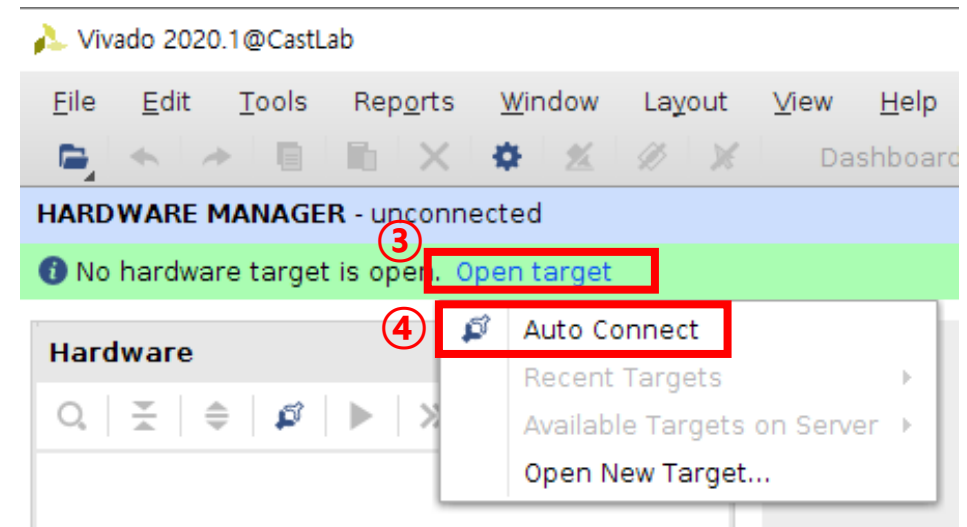 Vivado 2020.1@CastLab
File Edit Tools Reports Window Layout View Help
Dashboard
HARDWARE MANAGER - unconnected
③
No hardware target is open. Open target
④ Auto Connect
Hardware
Recent Targets
Available Targets on Server
Open New Target...